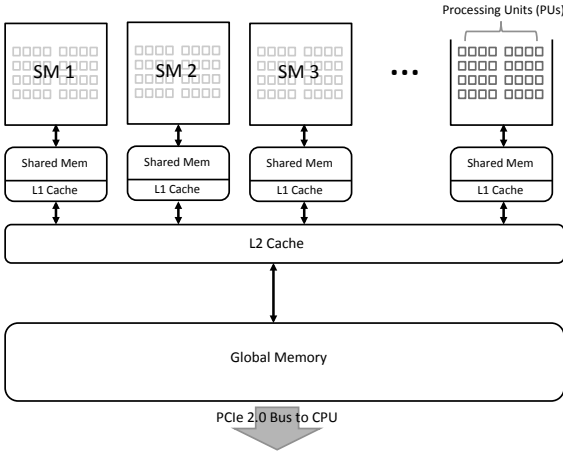 Processing Units (PUs)
SM 1
SM 2
SM 3
...
Shared Mem
L1 Cache
Shared Mem
L1 Cache
Shared Mem
L1 Cache
Shared Mem
L1 Cache
L2 Cache
Global Memory
PCIe 2.0 Bus to CPU